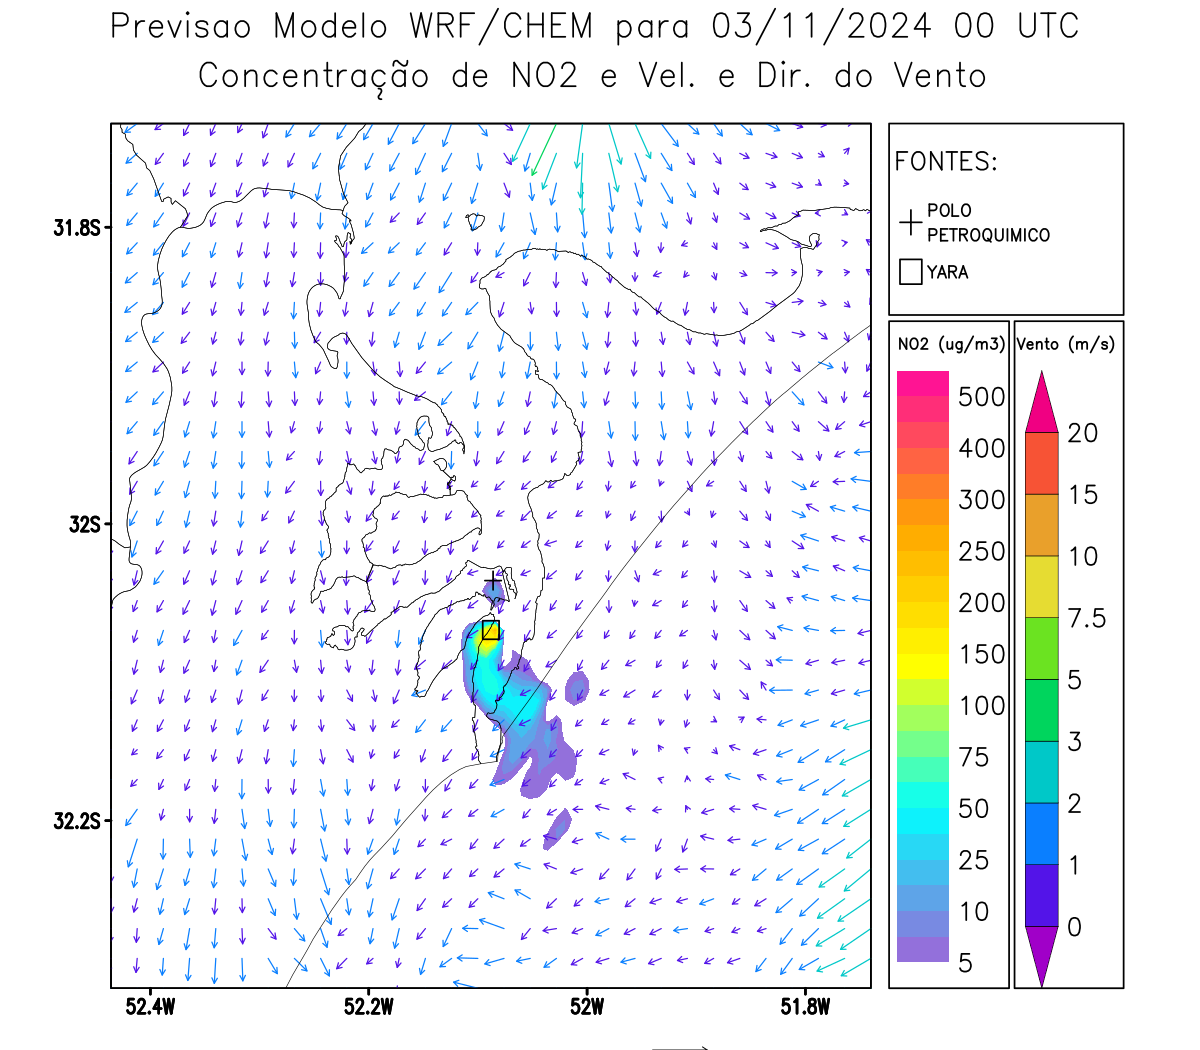 Previsao Modelo WRF/CHEM para 03/11/2024 00 UTC
Concentração de NO2 e Vel. e Dir. do Vento
FONTES:
POLO
PETROQUIMICO
YARA
31.8S
32S
32.2S
52.4W
52.2W
52W
51.8W
NO2 (ug/m3)
500
400
300
250
200
150
100
75
50
25
10
5
Vento (m/s)
20
15
10
7.5
5
3
2
1
0